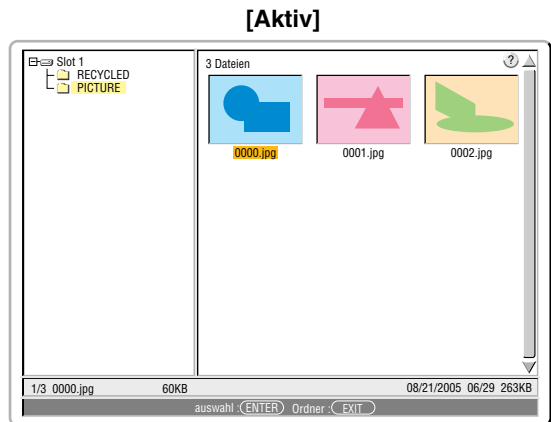 [Aktiv]
Slot 1
RECYCLED
PICTURE
3 Dateien
?
0000.jpg 0001.jpg 0002.jpg
1/3 0000.jpg 60KB 08/21/2005 06/29 263KB
auswahl :ENTER Ordner :EXIT